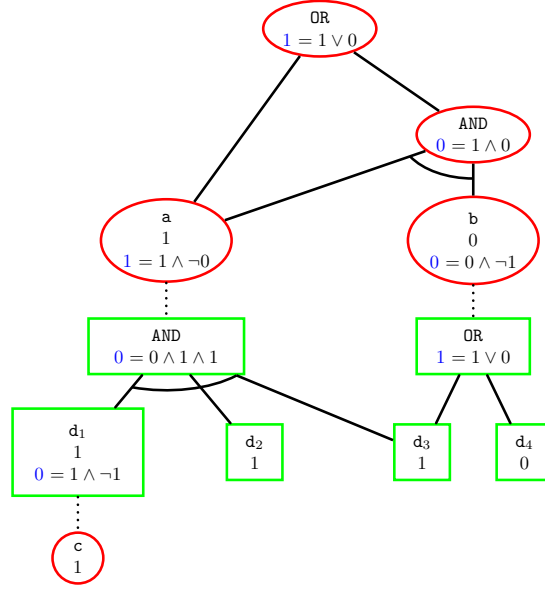 OR
1 = 1 ∨ 0
AND
0 = 1 ∧ 0
a
1
1 = 1 ∧ ¬0
b
0
0 = 0 ∧ ¬1
AND
0 = 0 ∧ 1 ∧ 1
OR
1 = 1 ∨ 0
d₁
1
0 = 1 ∧ ¬1
d₂
1
d₃
1
d₄
0
c
1